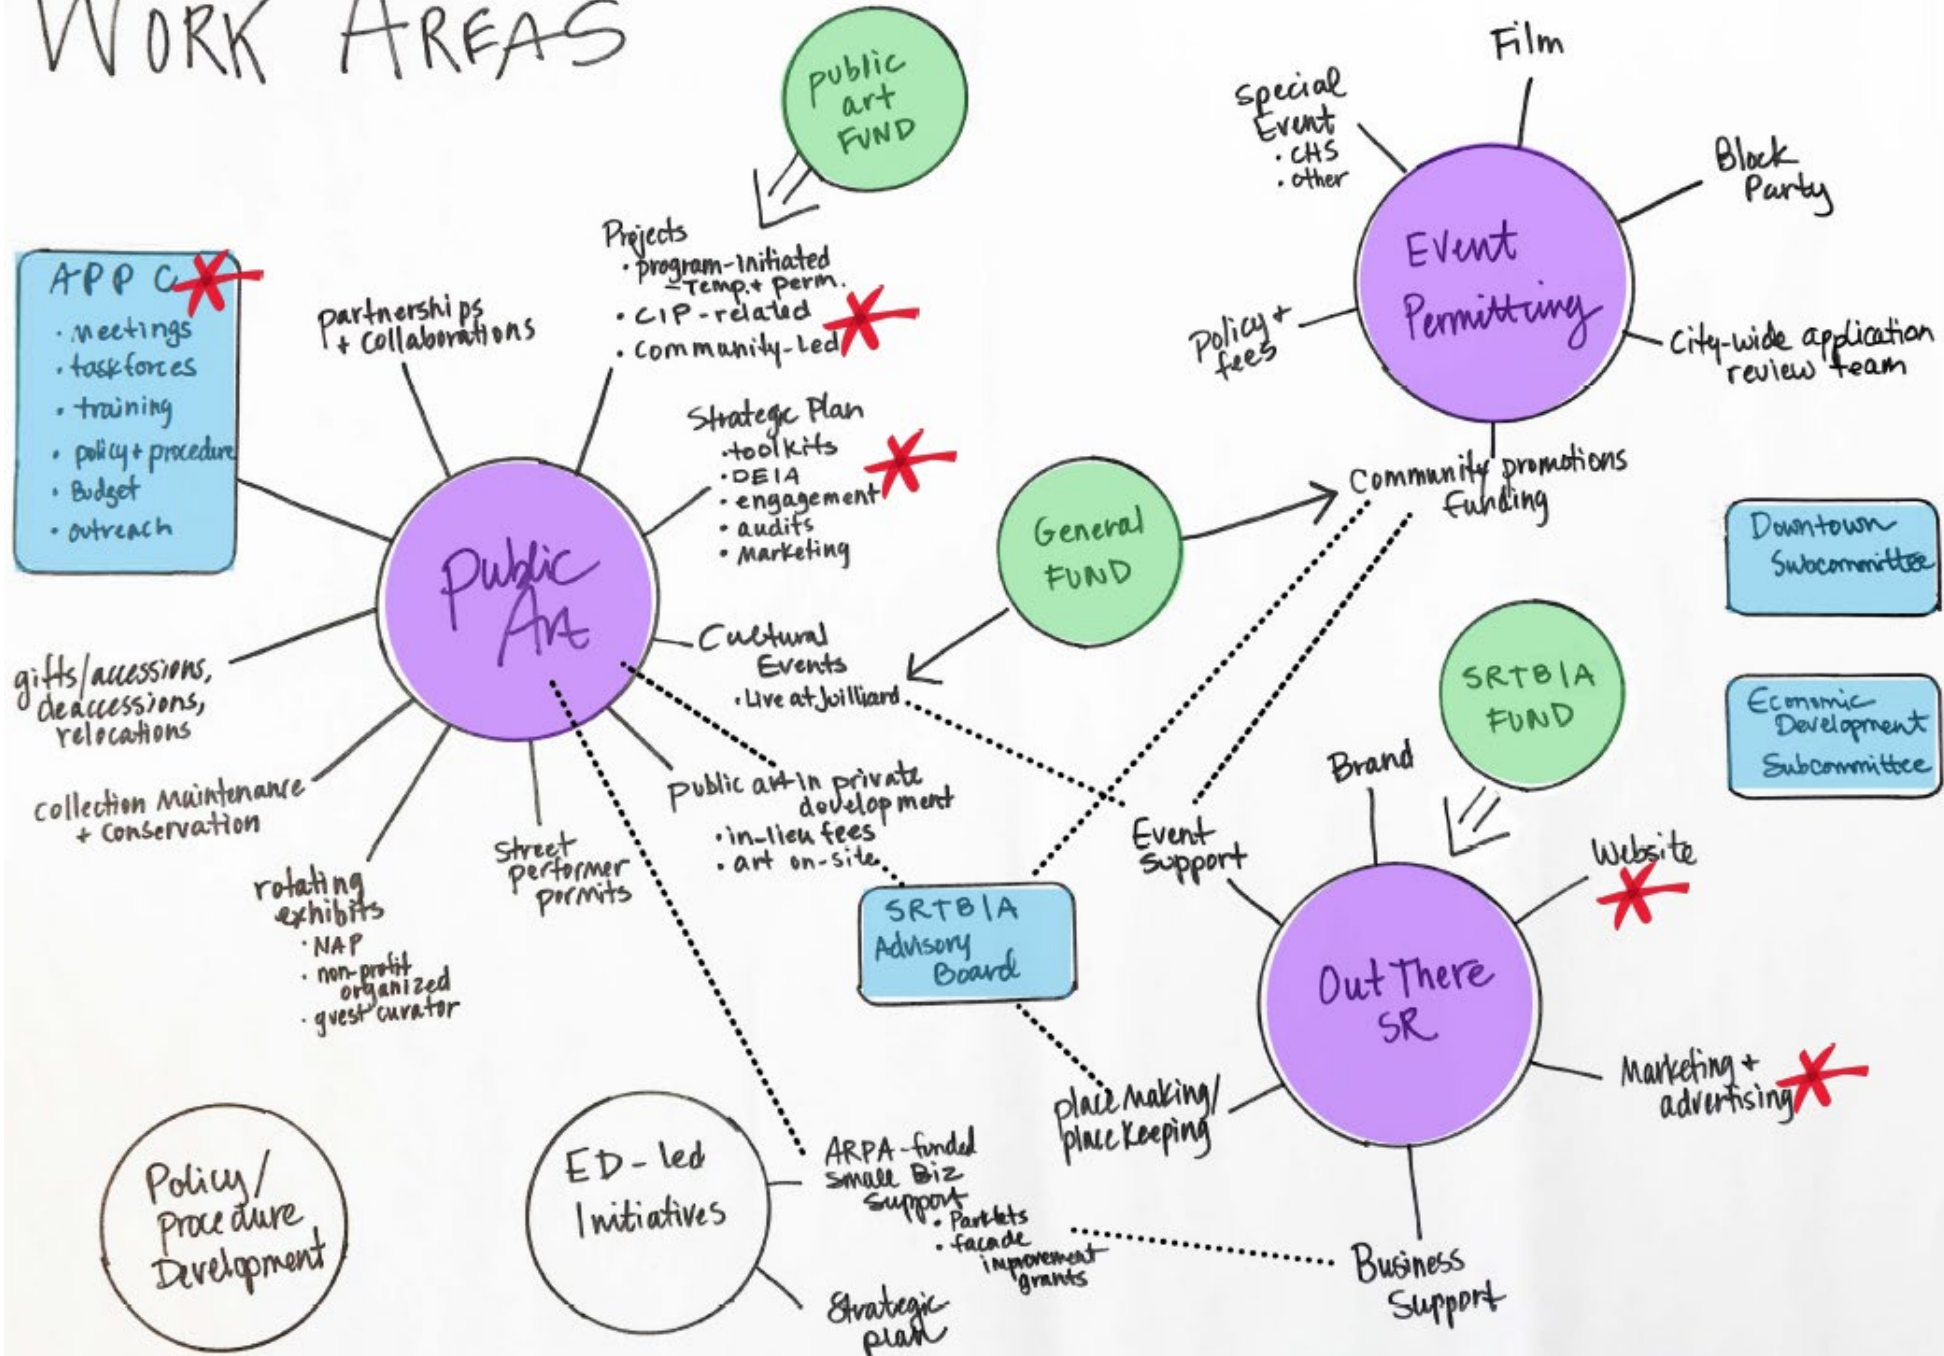 WORK AREAS
public
art
FUND
Film
Special
Event
• CHS
• other
Block
Party
Event
Permitting
Policy +
fees
City-wide application
review team
Community promotions
Funding
APPC
• Meetings
• taskforces
• training
• policy + procedure
• Budget
• outreach
partnerships
+ collaborations
Projects
• program-initiated
- Temp. + perm.
• CIP-related
• Community-Led
Strategic Plan
• toolkits
• DEIA
• engagement
• audits
• Marketing
Public
Art
General
FUND
Cultural
Events
• Live at Juilliard
gifts/accessions,
deaccessions,
relocations
Collection Maintenance
+ conservation
rotating
exhibits
• NAP
• non-profit
organized
• guest curator
Street
performer
permits
Public art in private
development
• in-lieu fees
• art on-site
SRTBIA
Advisory
Board
Downtown
Subcommittee
Economic
Development
Subcommittee
SRTBIA
FUND
Brand
Website
Event
Support
Out There
SR
Marketing +
advertising
place Making/
place keeping
Business
Support
Policy/
procedure
Development
ED-led
Initiatives
ARPA-funded
Small Biz
Support
• Parklets
• facade
improvement
grants
Strategic
plan